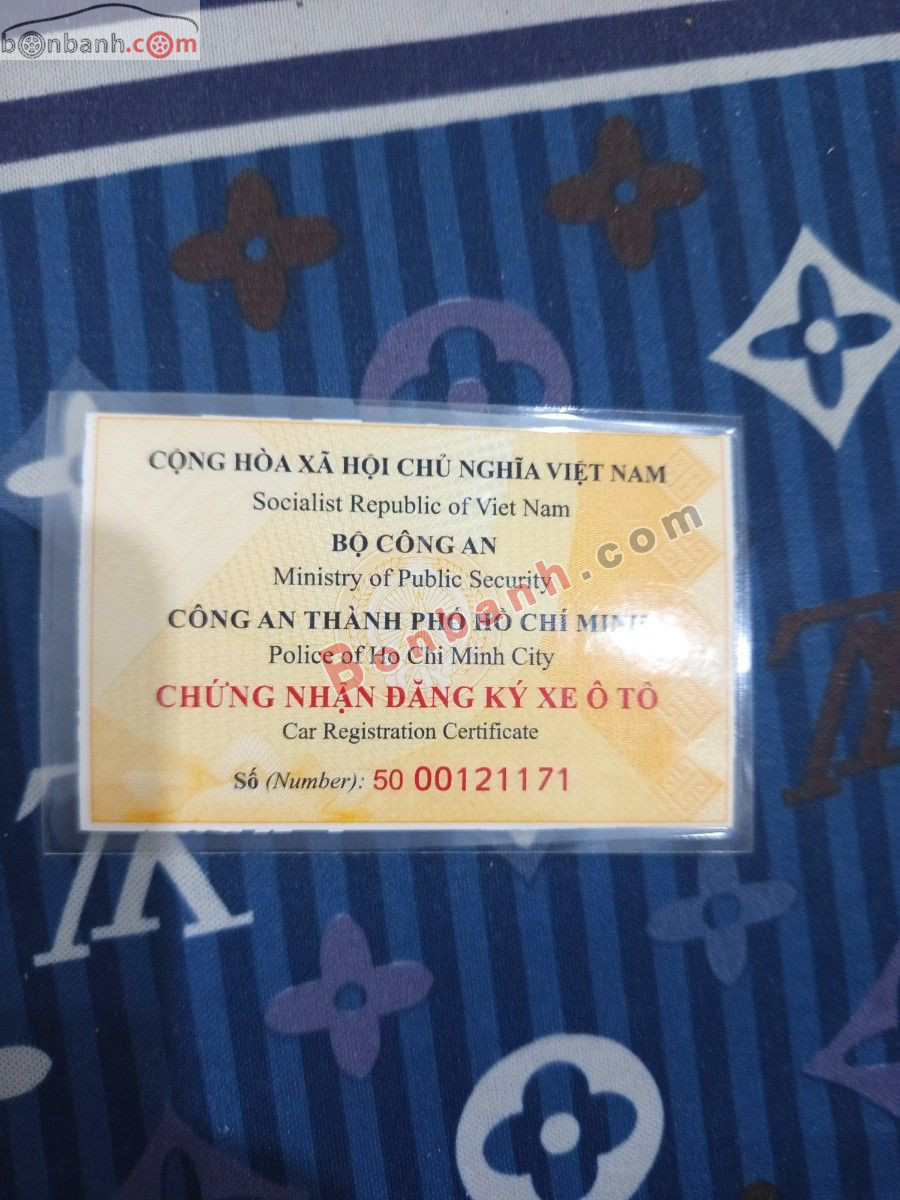 bonbanh.com
CỘNG HÒA XÃ HỘI CHỦ NGHĨA VIỆT NAM
Socialist Republic of Viet Nam
BỘ CÔNG AN
Ministry of Public Security
CÔNG AN THÀNH PHỐ HỒ CHÍ MINH
Police of Ho Chi Minh City
Bonbanh.com
CHỨNG NHẬN ĐĂNG KÝ XE Ô TÔ
Car Registration Certificate
Số (Number): 50 00121171